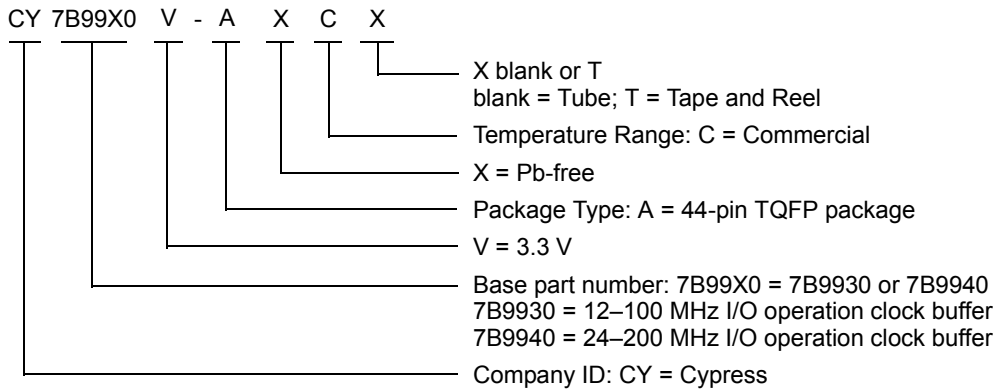 CY 7B99X0 V - A X C X
X blank or T
blank = Tube; T = Tape and Reel
Temperature Range: C = Commercial
X = Pb-free
Package Type: A = 44-pin TQFP package
V = 3.3 V
Base part number: 7B99X0 = 7B9930 or 7B9940
7B9930 = 12–100 MHz I/O operation clock buffer
7B9940 = 24–200 MHz I/O operation clock buffer
Company ID: CY = Cypress